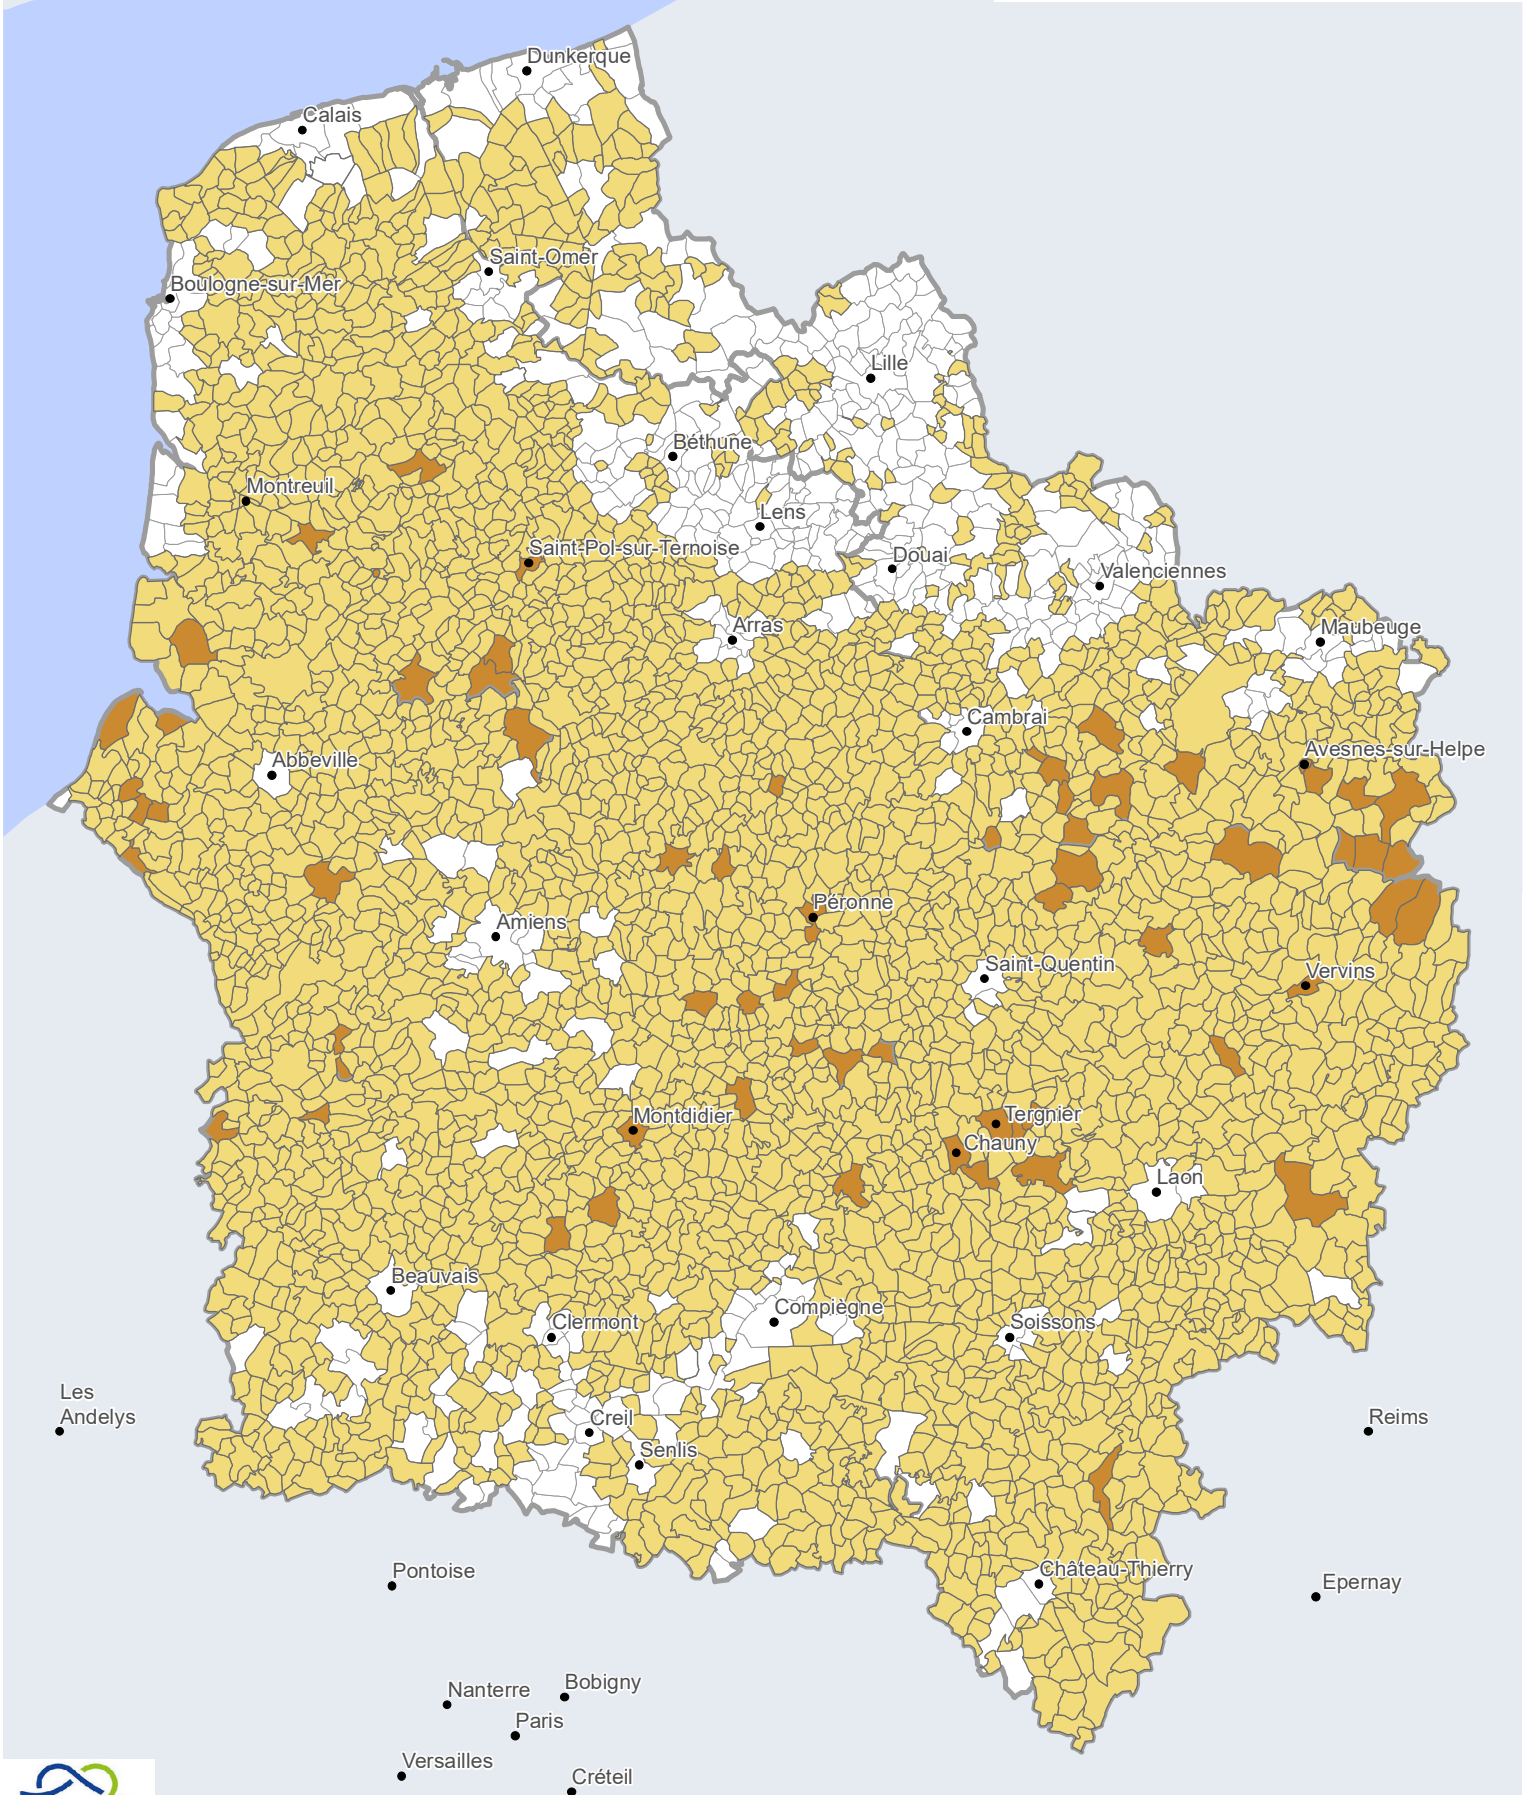 Dunkerque
Calais
Saint-Omer
Boulogne-sur-Mer
Lille
Béthune
Montreuil
Lens
Saint-Pol-sur-Ternoise
Douai
Valenciennes
Arras
Maubeuge
Cambrai
Avesnes-sur-Helpe
Abbeville
Péronne
Amiens
Saint-Quentin
Vervins
Montdidier
Tergnier
Chauny
Laon
Beauvais
Compiègne
Clermont
Soissons
Les
Andelys
Creil
Reims
Senlis
Château-Thierry
Pontoise
Epernay
Bobigny
Nanterre
Paris
Versailles
Créteil